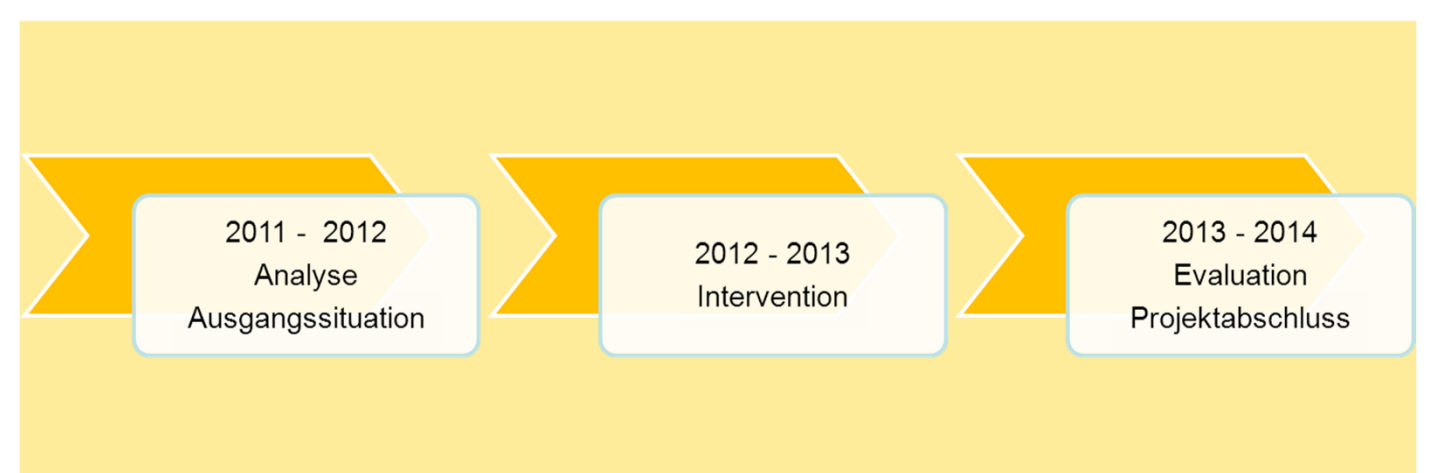 2011 -  2012
Analyse
Ausgangssituation
2012 - 2013
Intervention
2013 - 2014
Evaluation
Projektabschluss